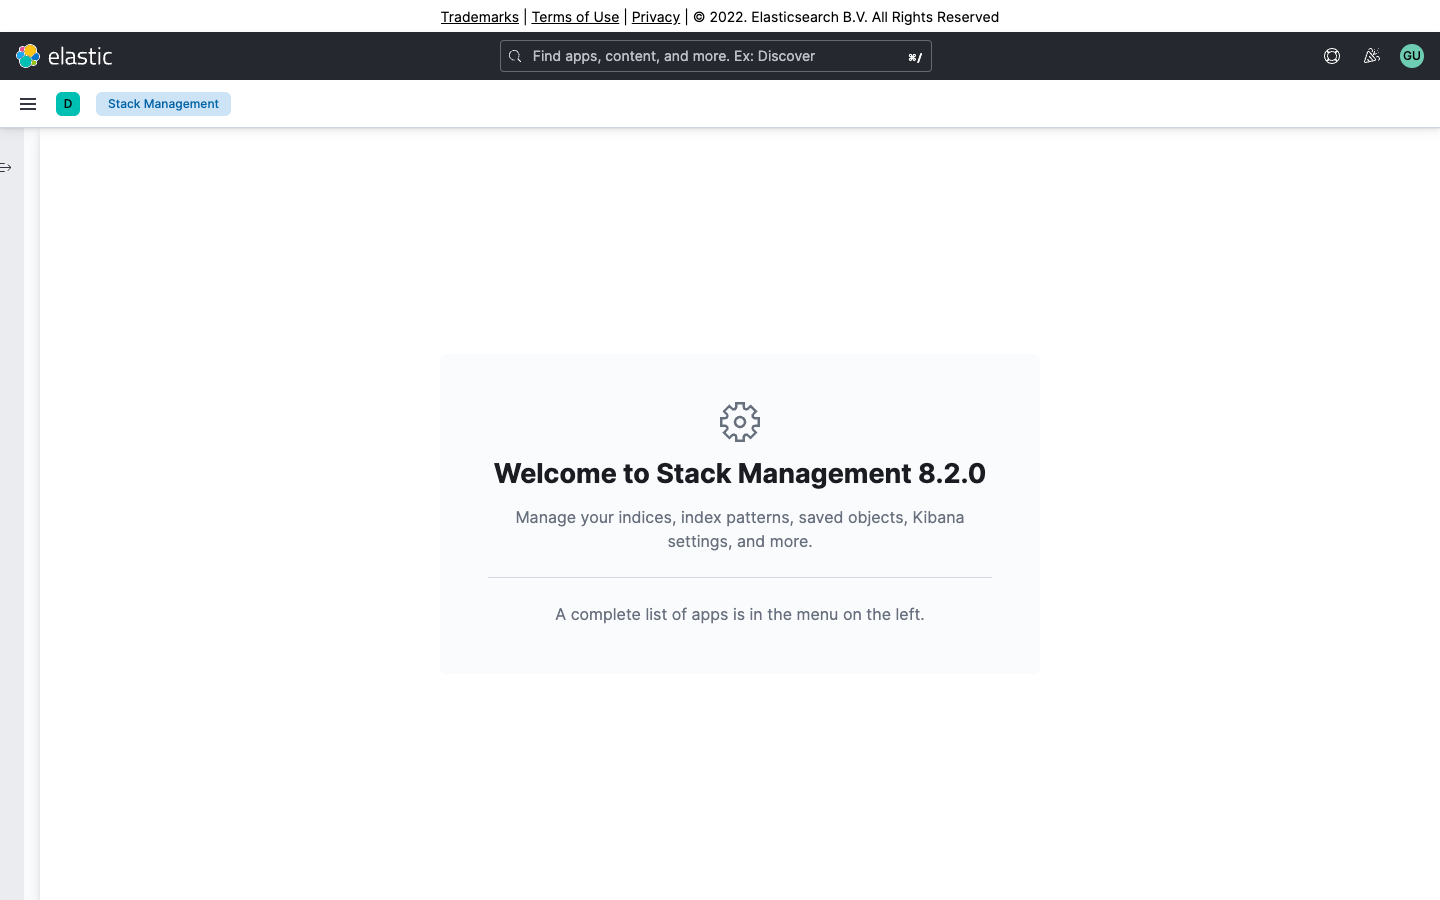 Trademarks | Terms of Use | Privacy | © 2022. Elasticsearch B.V. All Rights Reserved
elastic
Find apps, content, and more. Ex: Discover ⌘/
GU
D
Stack Management
Welcome to Stack Management 8.2.0
Manage your indices, index patterns, saved objects, Kibana
settings, and more.
A complete list of apps is in the menu on the left.